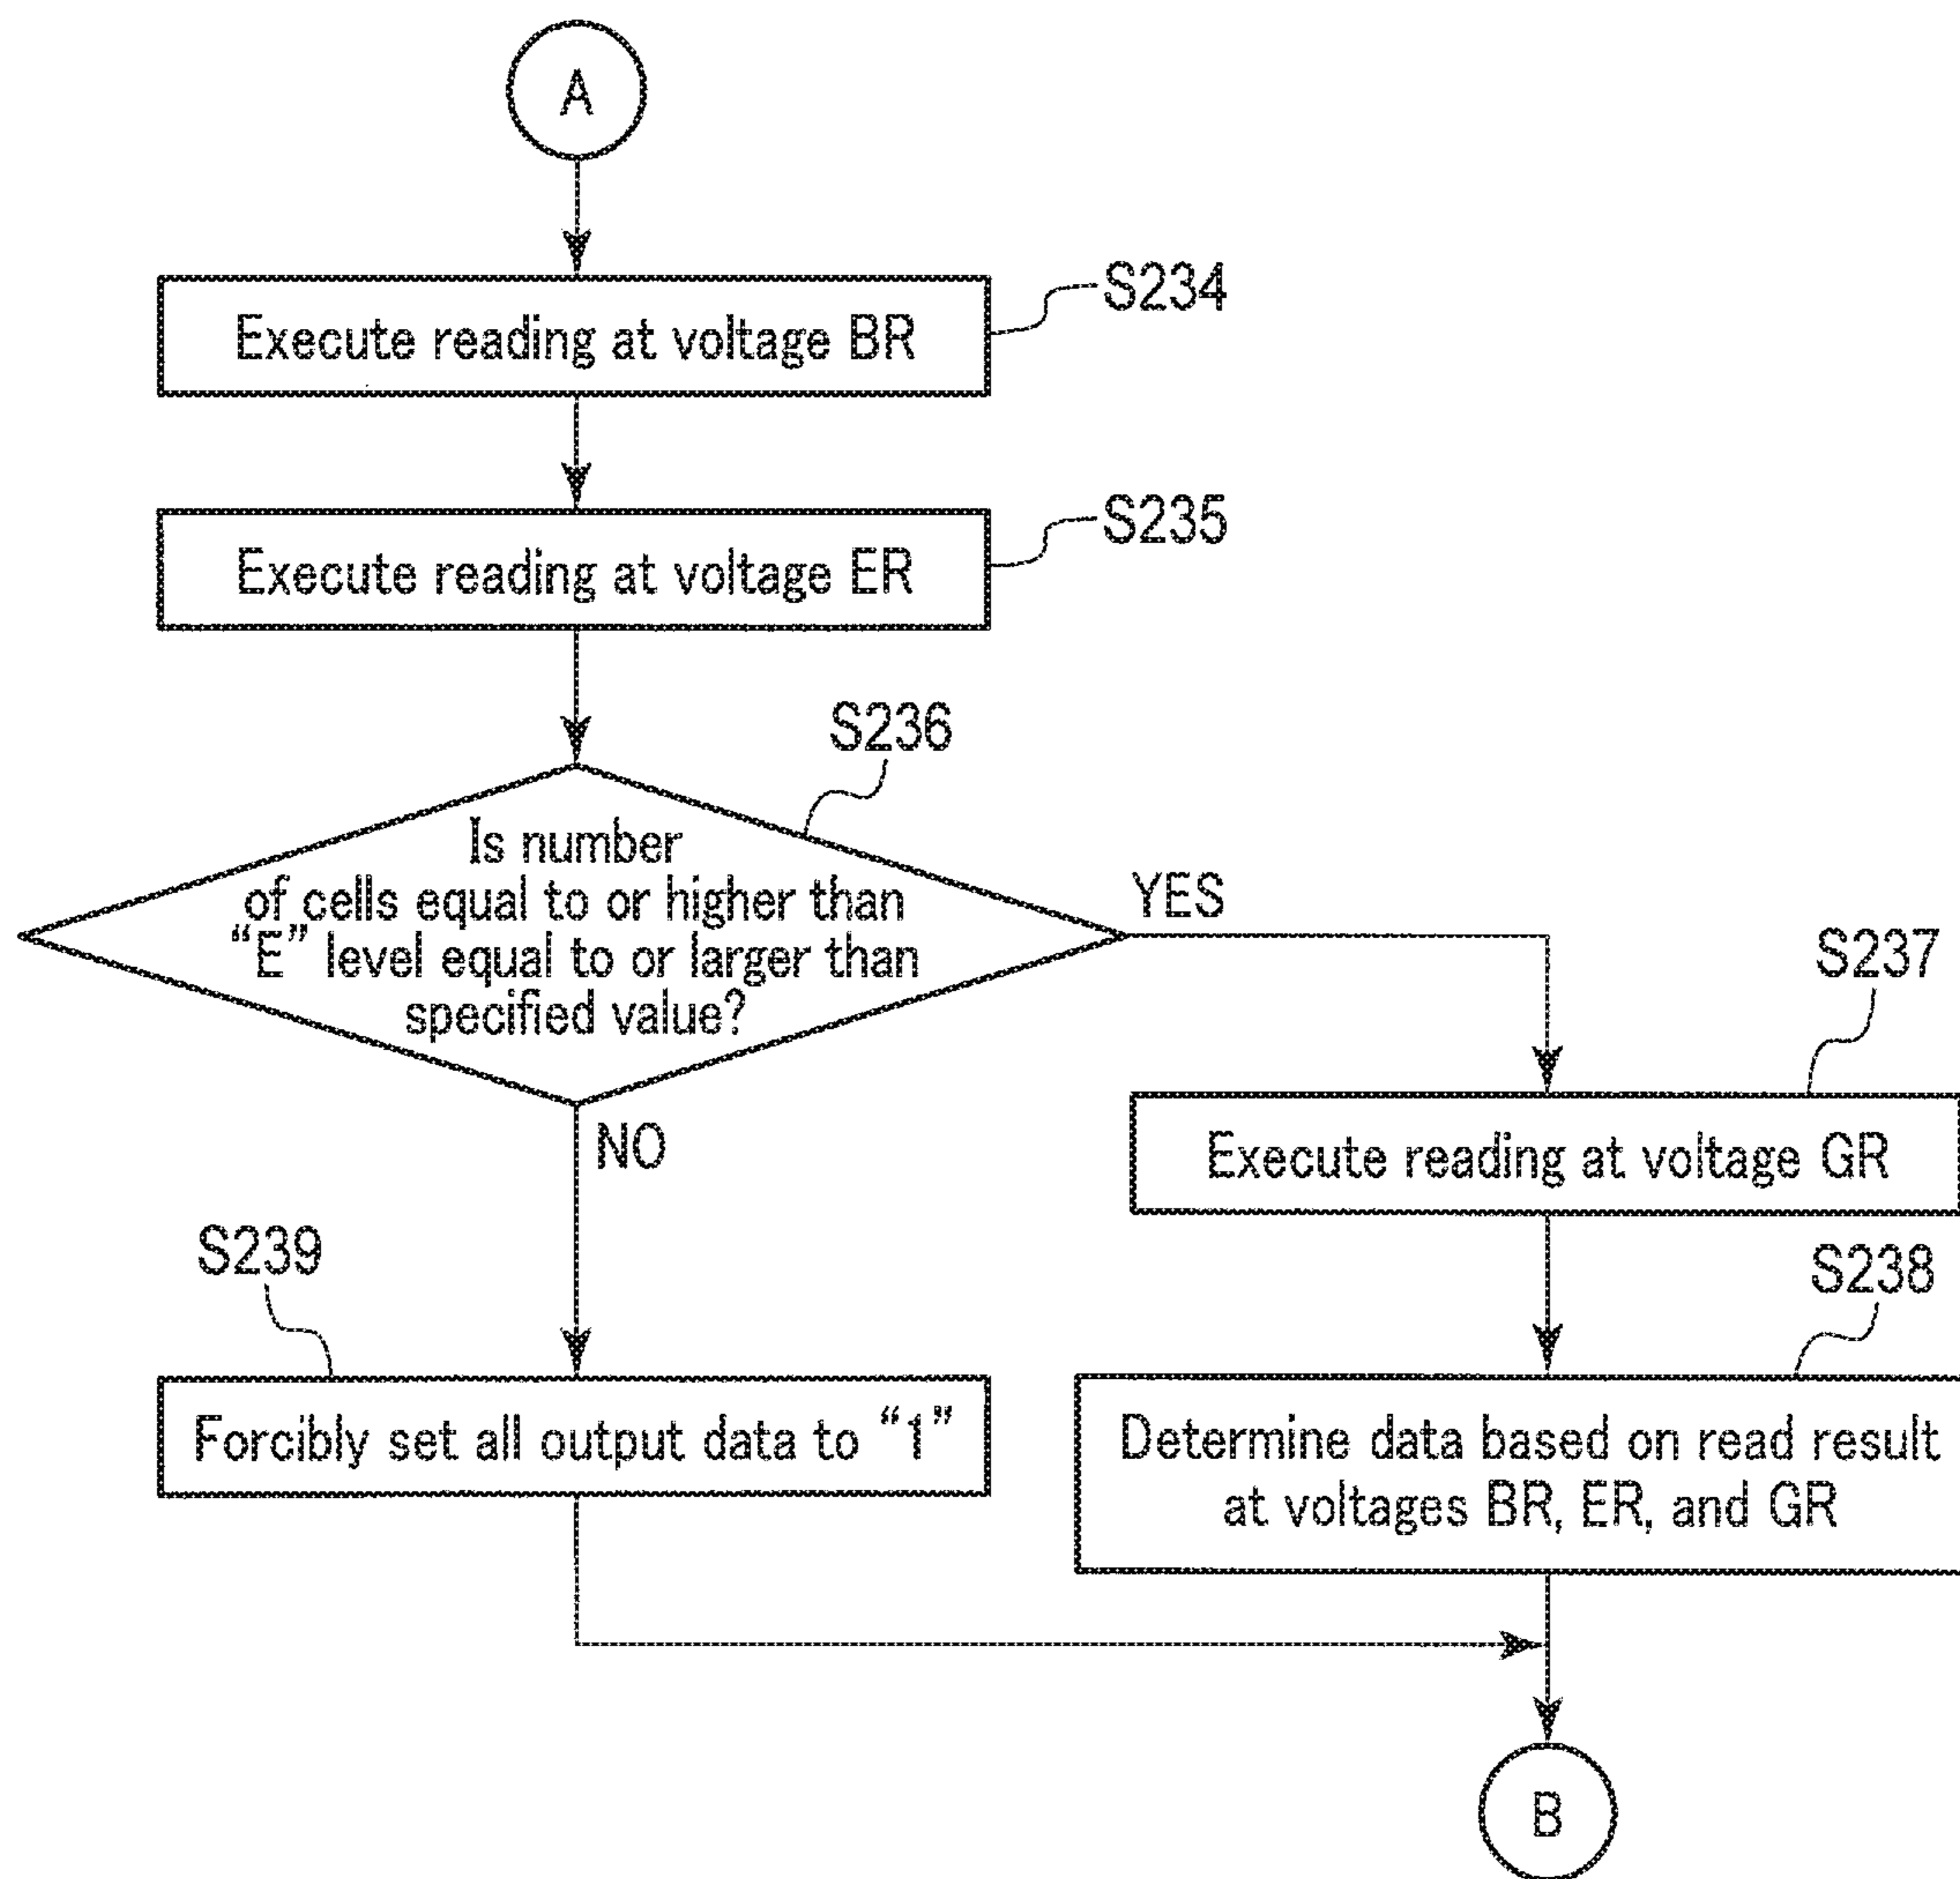 A
S234
Execute reading at voltage BR
S235
Execute reading at voltage ER
S236
Is number
of cells equal to or higher than
“E” level equal to or larger than
specified value?
YES
NO
S237
Execute reading at voltage GR
S239
Forcibly set all output data to “1”
S238
Determine data based on read result
at voltages BR, ER, and GR
B